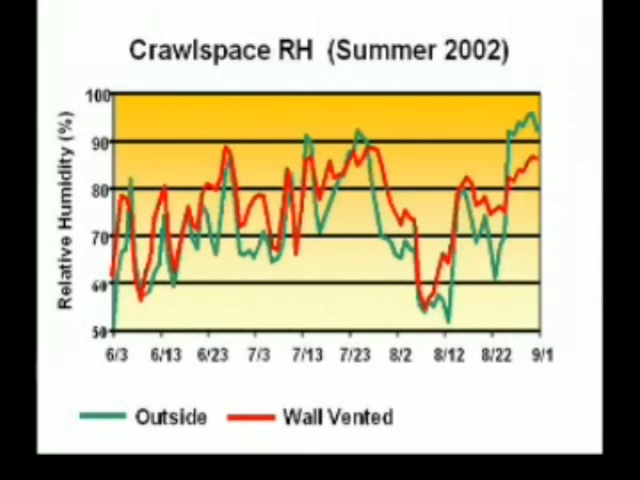 Crawlspace RH (Summer 2002)
Relative Humidity (%)
100
90
80
70
60
50
6/3 6/13 6/23 7/3 7/13 7/23 8/2 8/12 8/22 9/1
Outside Wall Vented